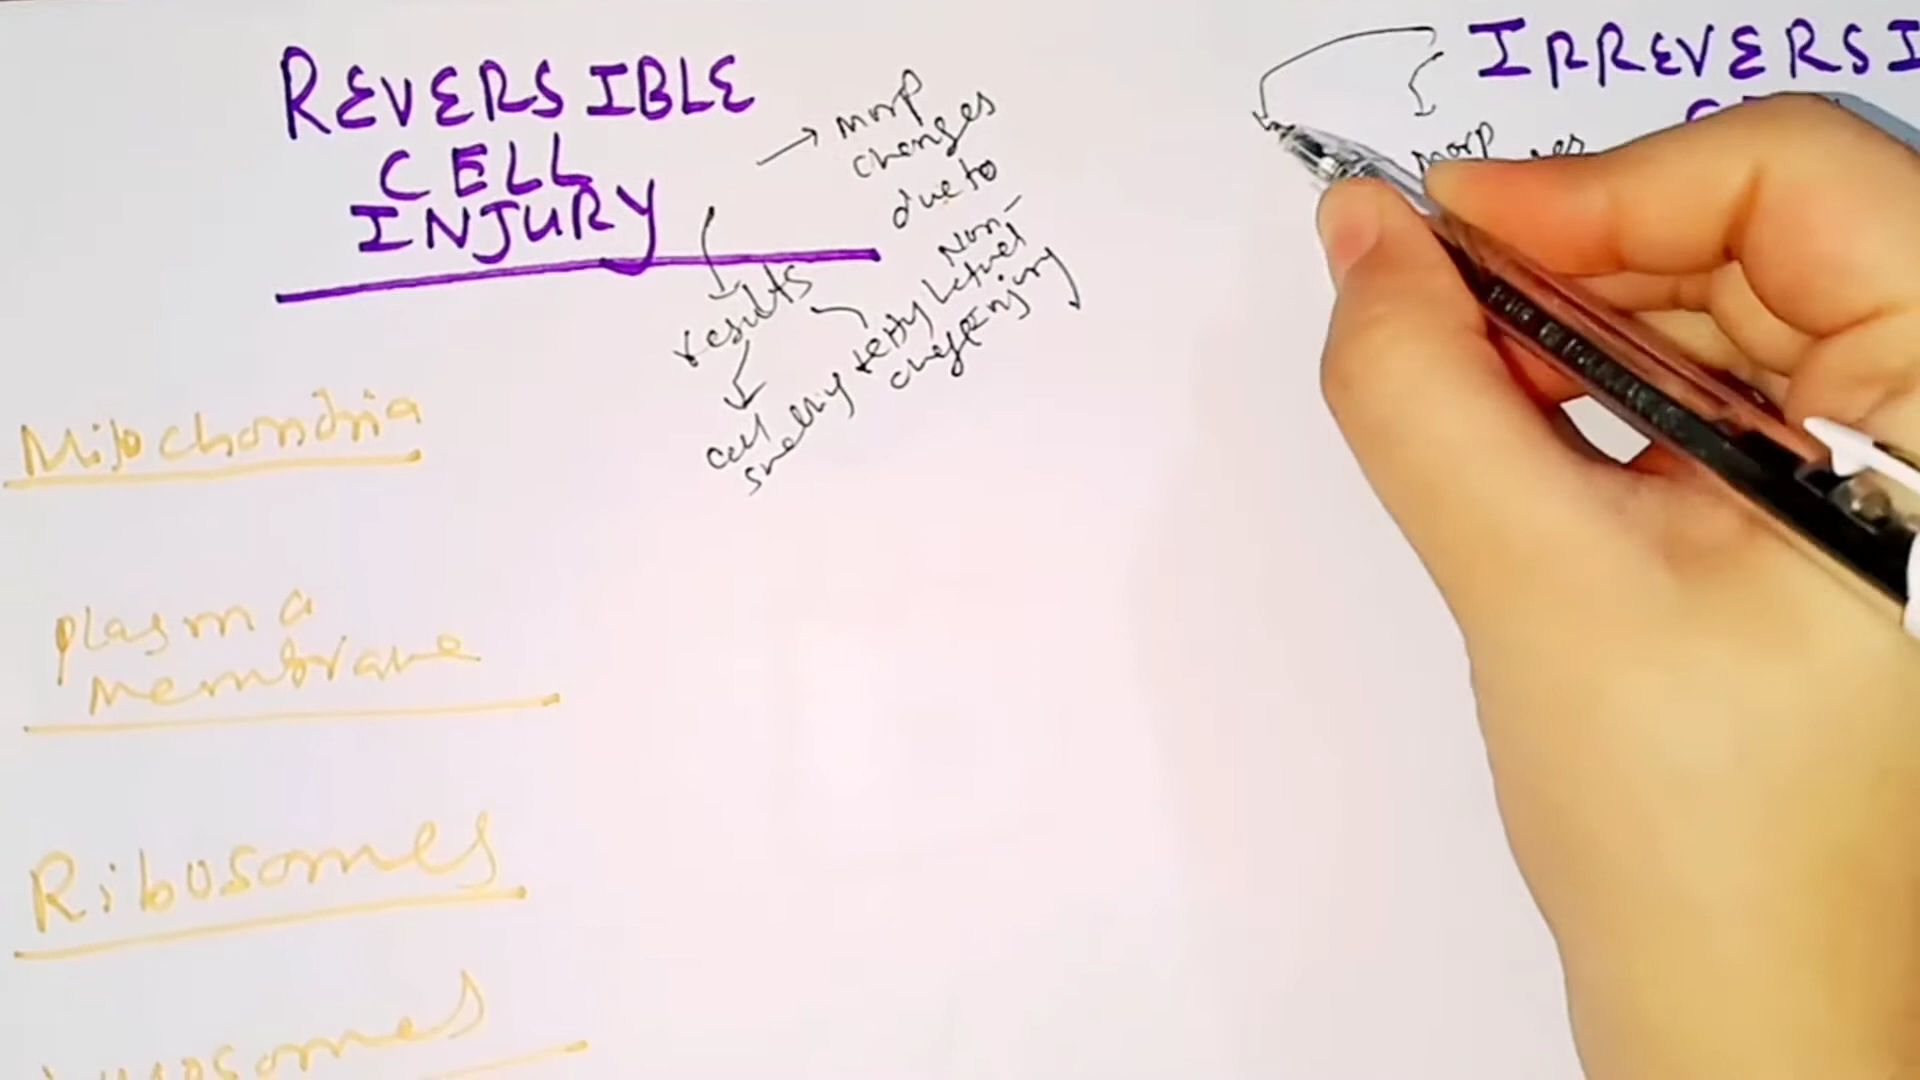 REVERSIBLE
CELL
INJURY
morp
changes
due to
Non-
Lethal
Injury
results
cell
swelling
fatty
change
IRREVERSI
morp
Mitochondria
plasma
membrane
Ribosomes